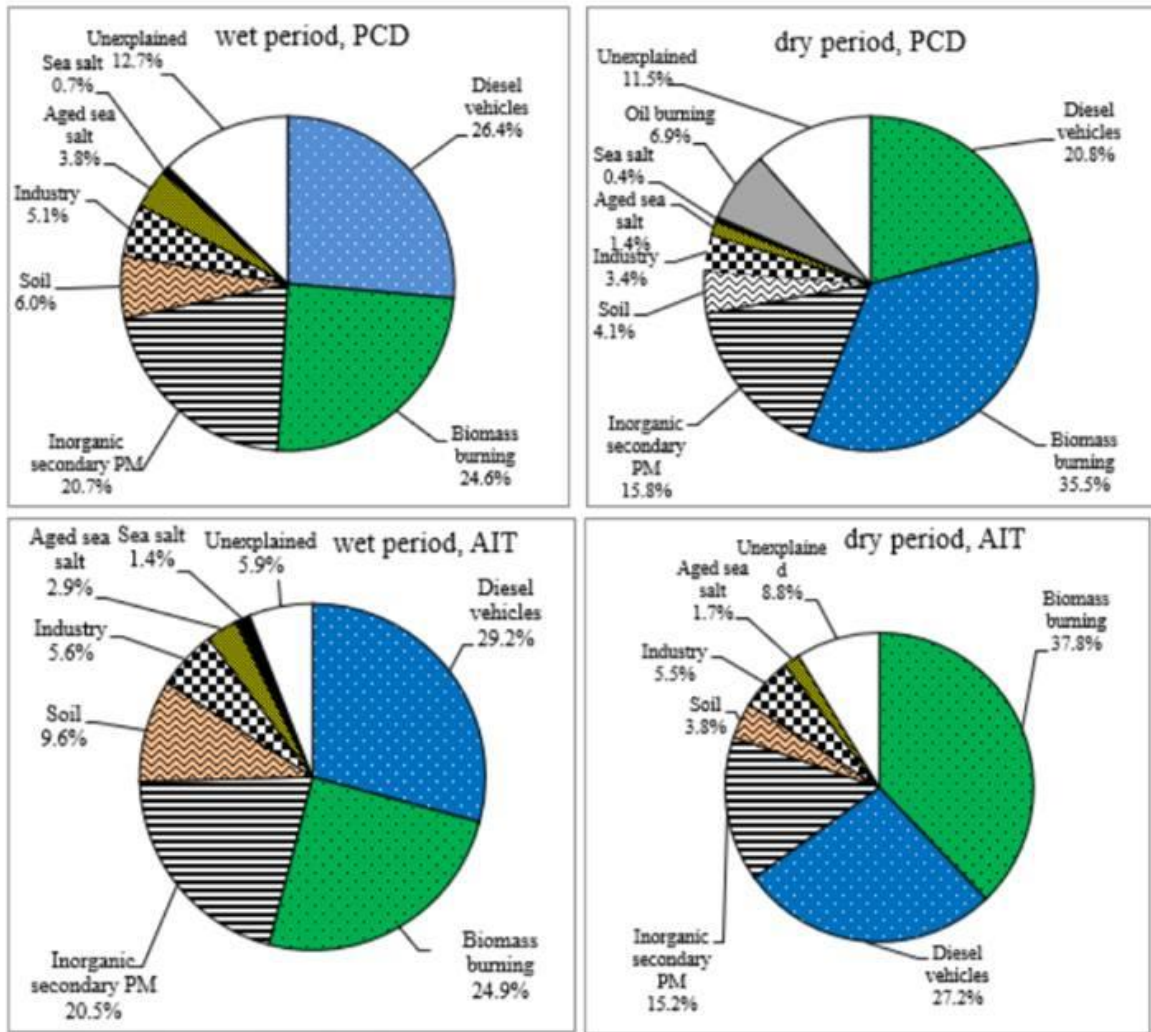 wet period, PCD
Unexplained
12.7%
Sea salt
0.7%
Aged sea
salt
3.8%
Industry
5.1%
Soil
6.0%
Inorganic
secondary PM
20.7%
Biomass
burning
24.6%
Diesel
vehicles
26.4%
dry period, PCD
Unexplained
11.5%
Oil burning
6.9%
Sea salt
0.4%
Aged sea
salt
1.4%
Industry
3.4%
Soil
4.1%
Inorganic
secondary
PM
15.8%
Biomass
burning
35.5%
Diesel
vehicles
20.8%
wet period, AIT
Aged sea
salt
2.9%
Sea salt
1.4%
Unexplained
5.9%
Diesel
vehicles
29.2%
Industry
5.6%
Soil
9.6%
Inorganic
secondary PM
20.5%
Biomass
burning
24.9%
dry period, AIT
Unexplaine
d
8.8%
Aged sea
salt
1.7%
Industry
5.5%
Soil
3.8%
Inorganic
secondary
PM
15.2%
Diesel
vehicles
27.2%
Biomass
burning
37.8%